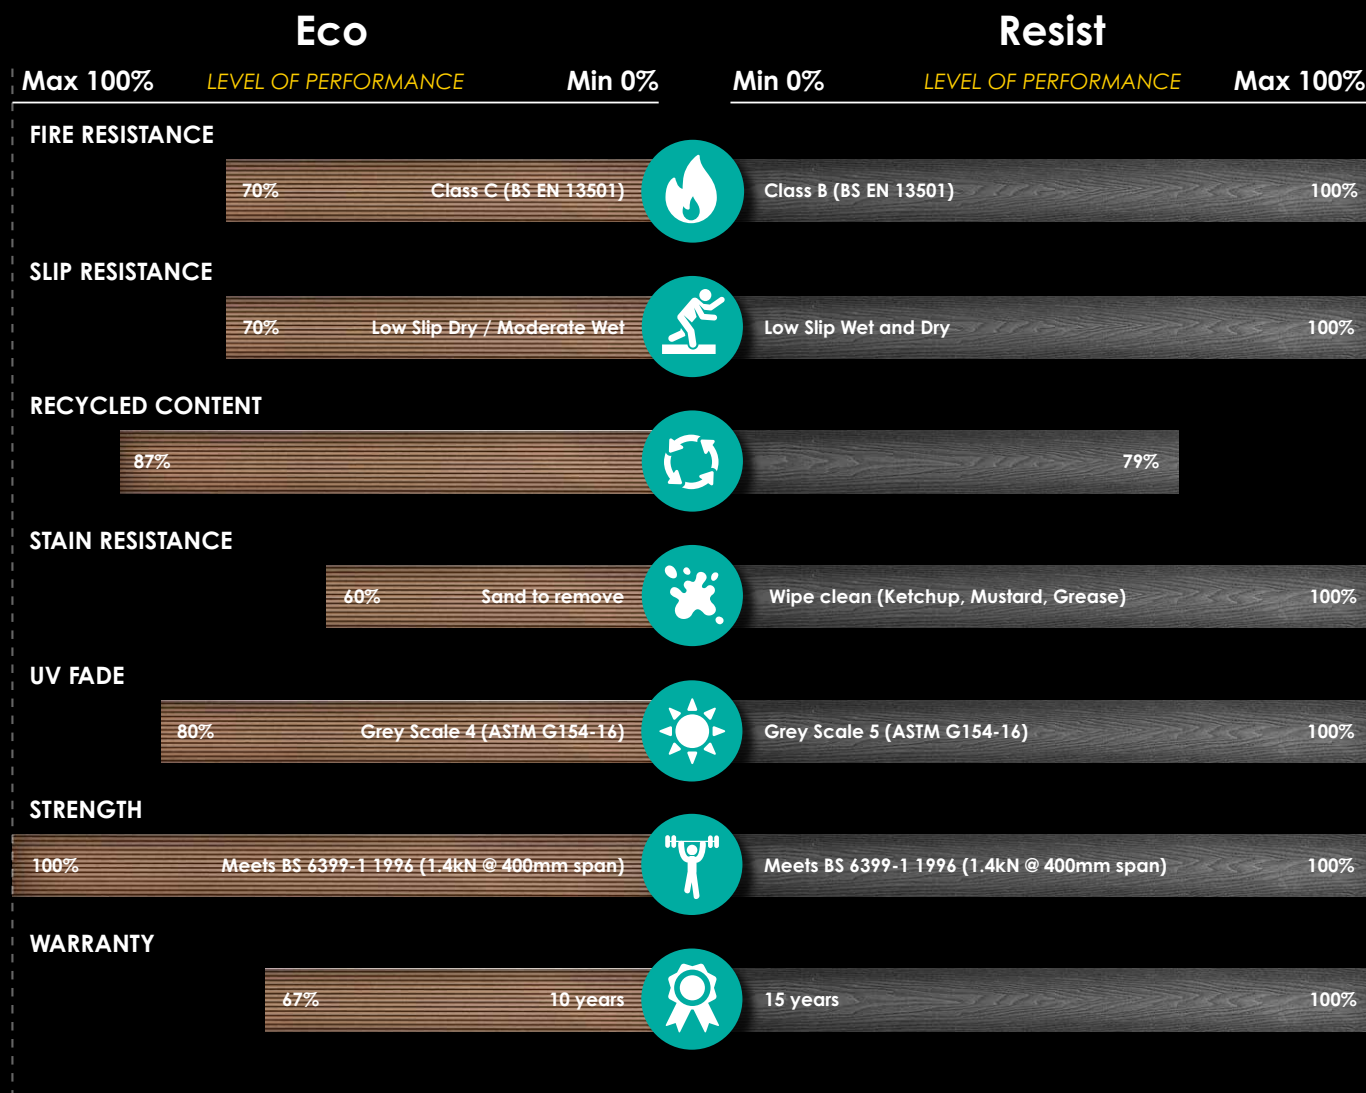 Eco
Resist
Max 100% LEVEL OF PERFORMANCE Min 0%
Min 0% LEVEL OF PERFORMANCE Max 100%
FIRE RESISTANCE
70% Class C (BS EN 13501)
Class B (BS EN 13501) 100%
SLIP RESISTANCE
70% Low Slip Dry / Moderate Wet
Low Slip Wet and Dry 100%
RECYCLED CONTENT
87%
79%
STAIN RESISTANCE
60% Sand to remove
Wipe clean (Ketchup, Mustard, Grease) 100%
UV FADE
80% Grey Scale 4 (ASTM G154-16)
Grey Scale 5 (ASTM G154-16) 100%
STRENGTH
100% Meets BS 6399-1 1996 (1.4kN @ 400mm span)
Meets BS 6399-1 1996 (1.4kN @ 400mm span) 100%
WARRANTY
67% 10 years
15 years 100%